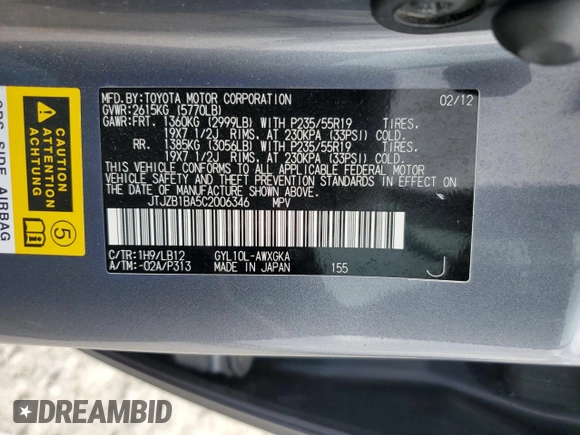 MFD.BY:TOYOTA MOTOR CORPORATION 02/12
GVWR:2615KG (5770LB)
GAWR:FRT. 1360KG (2999LB) WITH P235/55R19 TIRES.
19X7 1/2J RIMS, AT 230KPA (33PSI) COLD.
RR. 1385KG (3056LB) WITH P235/55R19 TIRES.
19X7 1/2J RIMS, AT 230KPA (33PSI) COLD.
THIS VEHICLE CONFORMS TO ALL APPLICABLE FEDERAL MOTOR
VEHICLE SAFETY AND THEFT PREVENTION STANDARDS IN EFFECT
ON THE DATE OF MANUFACTURE SHOWN ABOVE.
JTJZB1BA5C2006346 MPV
C/TR:1H9/LB12 GYL10L-AWXGKA
A/TM:-02A/P313 MADE IN JAPAN 155 J
SRS SIDE AIRBAG
5
DREAMBID